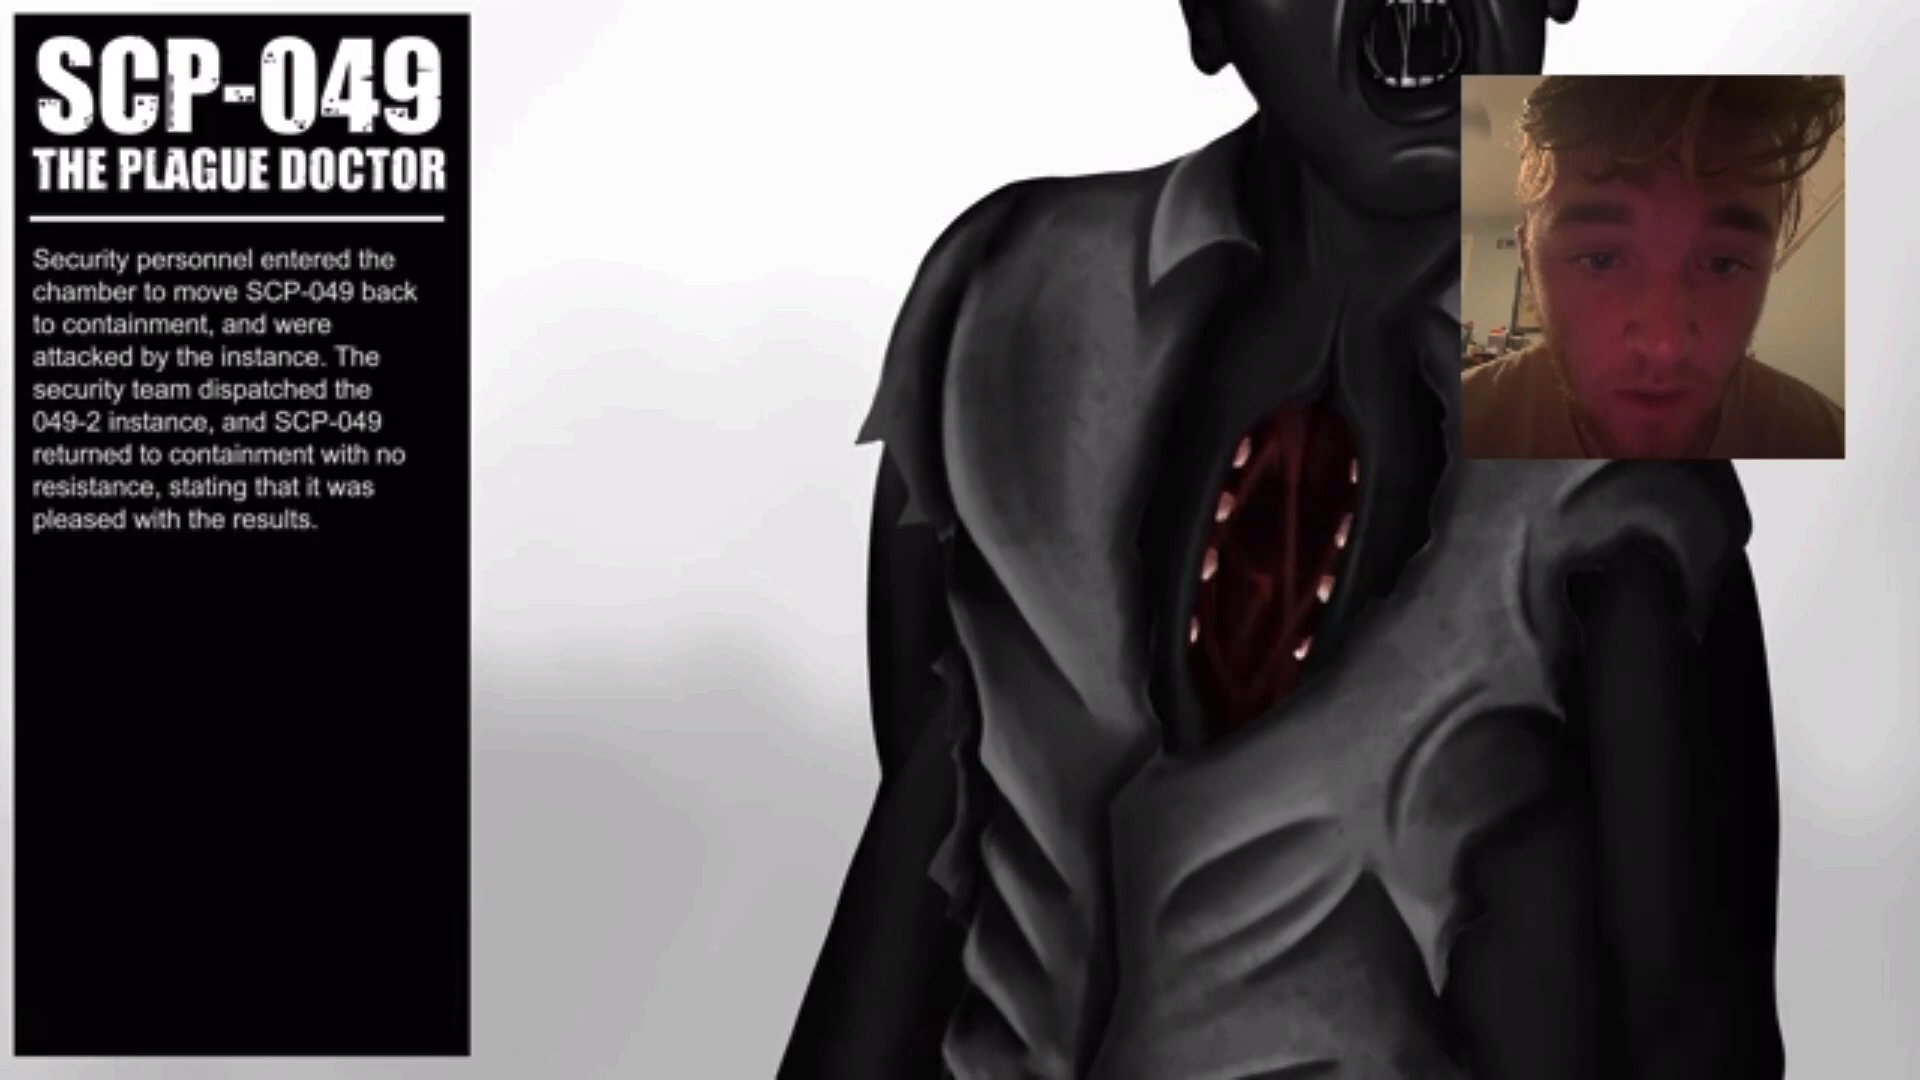 SCP-049
THE PLAGUE DOCTOR
Security personnel entered the
chamber to move SCP-049 back
to containment, and were
attacked by the instance. The
security team dispatched the
049-2 instance, and SCP-049
returned to containment with no
resistance, stating that it was
pleased with the results.